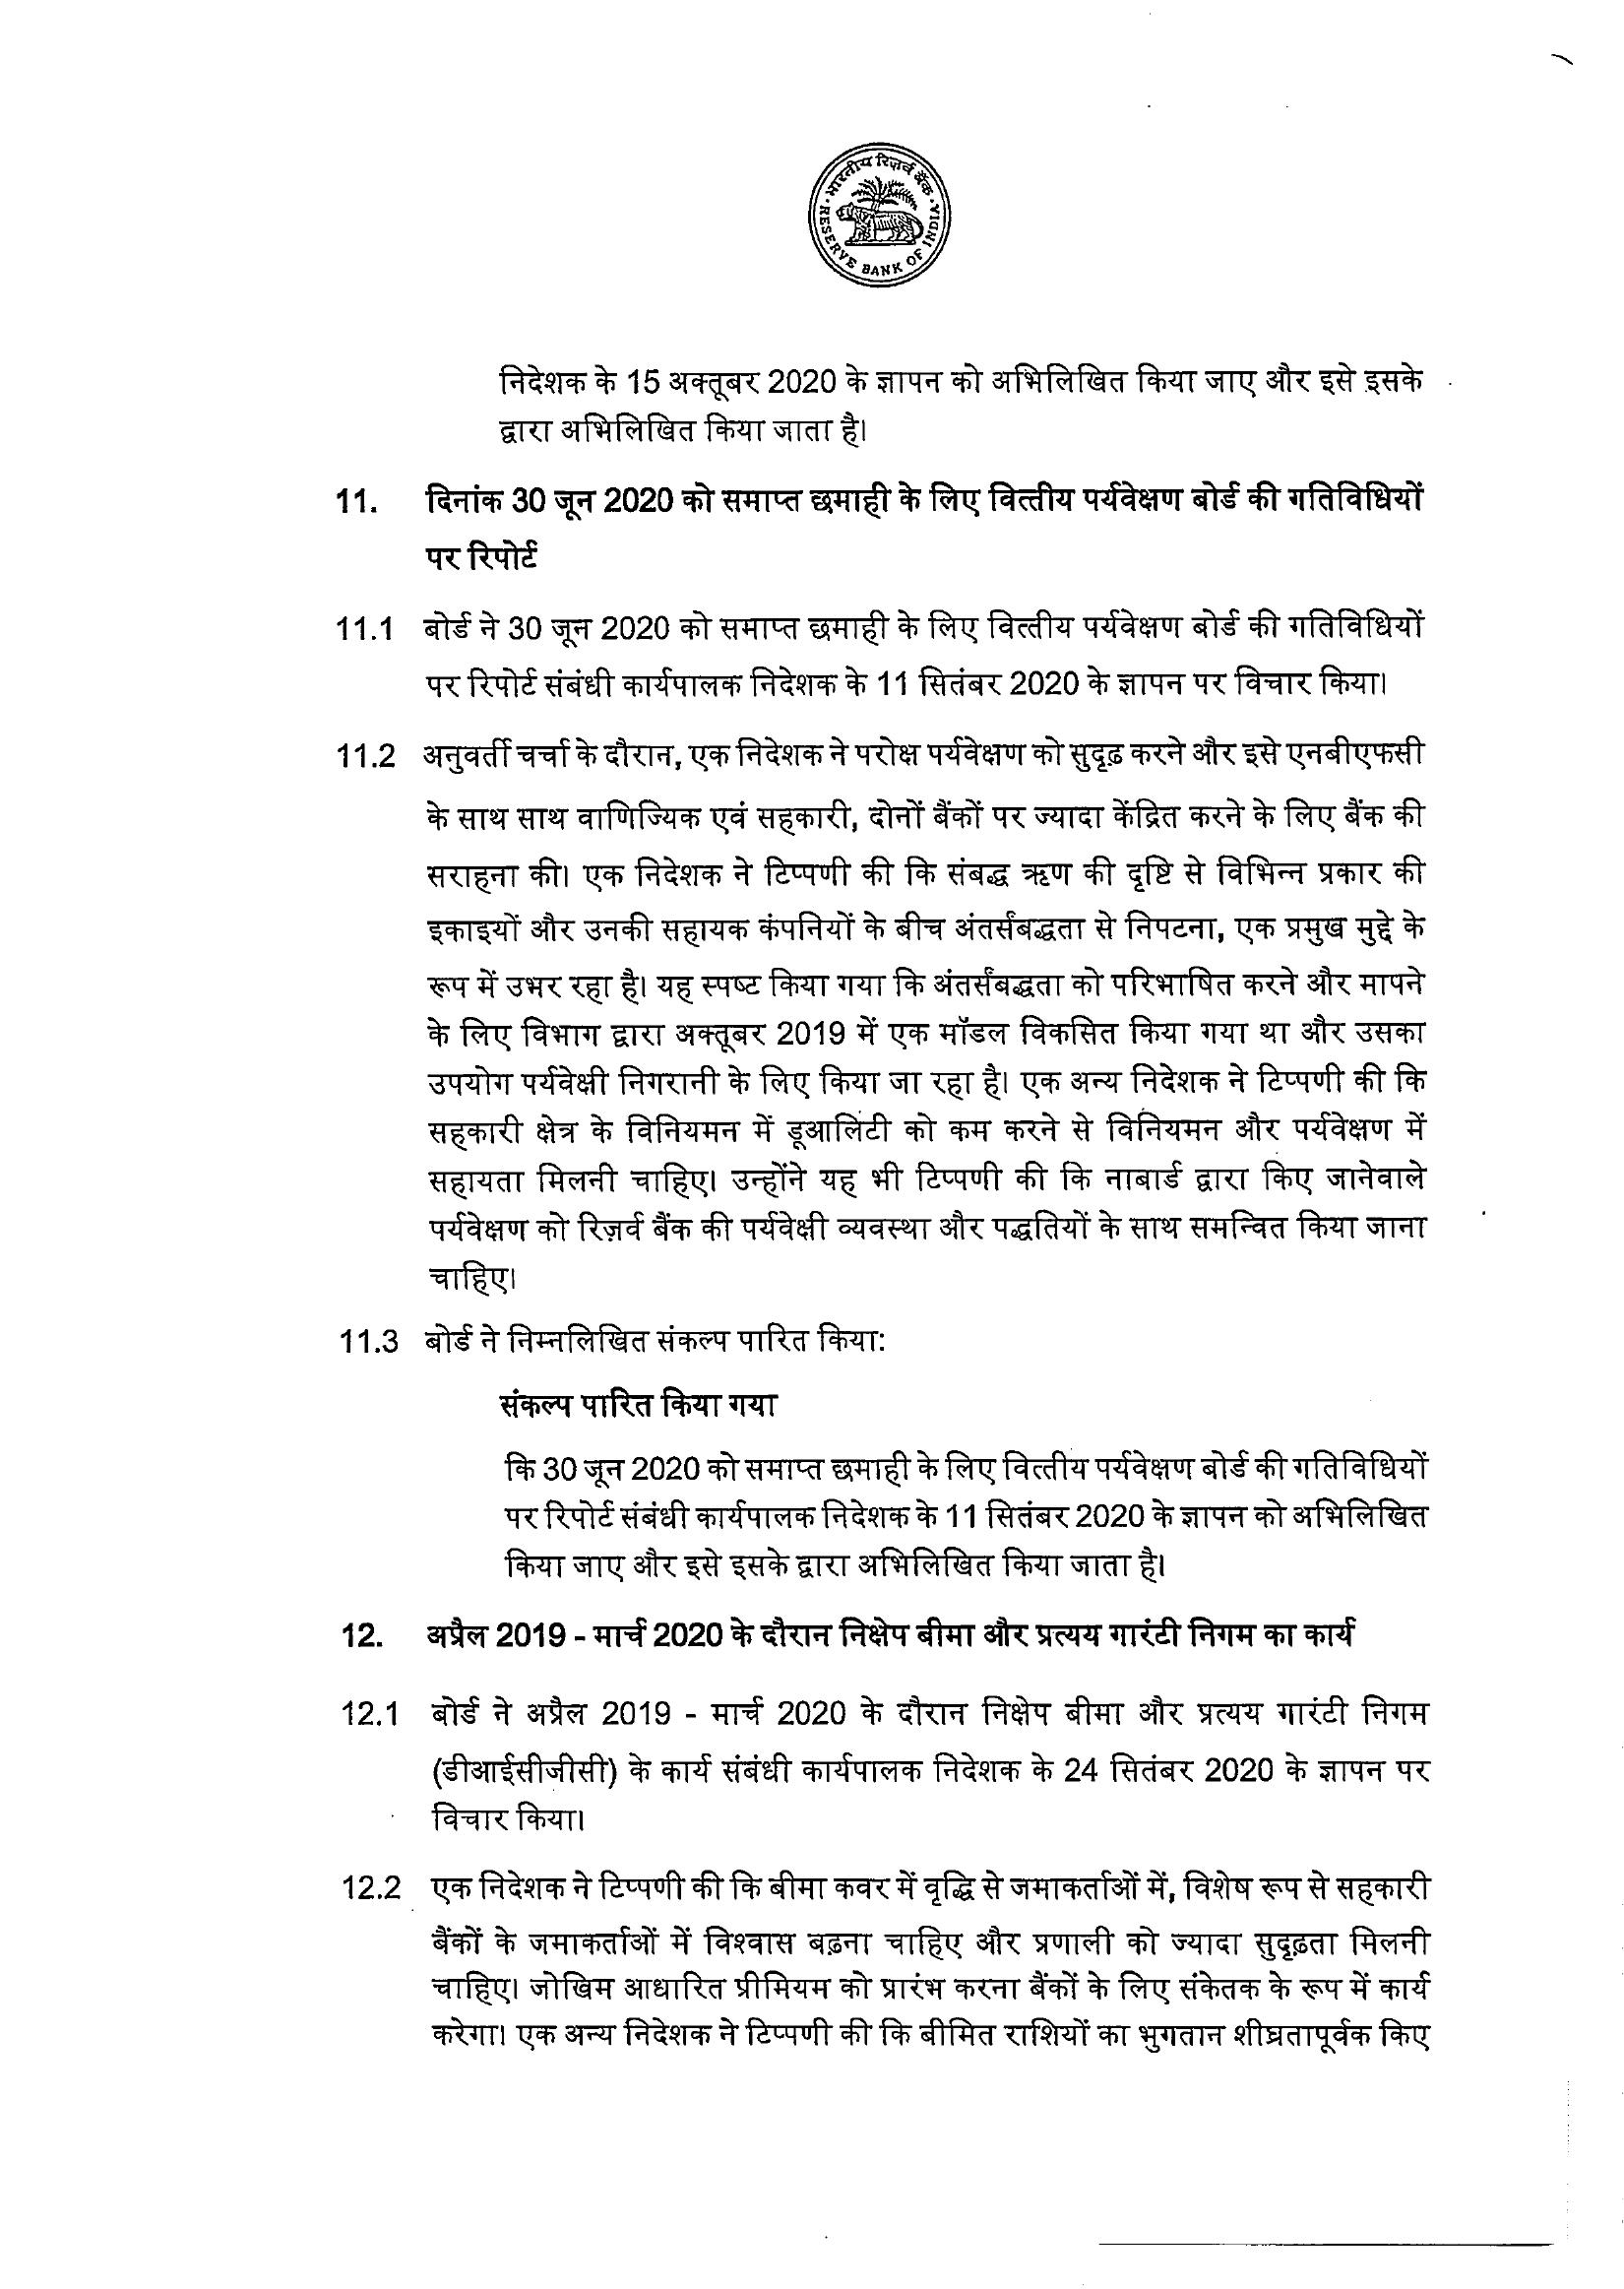 भारतीय रिज़र्व बैंक
RESERVE BANK OF INDIA
निदेशक के 15 अक्तूबर 2020 के ज्ञापन को अभिलिखित किया जाए और इसे इसके
द्वारा अभिलिखित किया जाता है।
11. दिनांक 30 जून 2020 को समाप्त छमाही के लिए वित्तीय पर्यवेक्षण बोर्ड की गतिविधियों
पर रिपोर्ट
11.1 बोर्ड ने 30 जून 2020 को समाप्त छमाही के लिए वित्तीय पर्यवेक्षण बोर्ड की गतिविधियों
पर रिपोर्ट संबंधी कार्यपालक निदेशक के 11 सितंबर 2020 के ज्ञापन पर विचार किया।
11.2 अनुवर्ती चर्चा के दौरान, एक निदेशक ने परोक्ष पर्यवेक्षण को सुदृढ़ करने और इसे एनबीएफसी
के साथ साथ वाणिज्यिक एवं सहकारी, दोनों बैंकों पर ज्यादा केंद्रित करने के लिए बैंक की
सराहना की। एक निदेशक ने टिप्पणी की कि संबद्ध ऋण की दृष्टि से विभिन्न प्रकार की
इकाइयों और उनकी सहायक कंपनियों के बीच अंतर्संबद्धता से निपटना, एक प्रमुख मुद्दे के
रूप में उभर रहा है। यह स्पष्ट किया गया कि अंतर्संबद्धता को परिभाषित करने और मापने
के लिए विभाग द्वारा अक्तूबर 2019 में एक मॉडल विकसित किया गया था और उसका
उपयोग पर्यवेक्षी निगरानी के लिए किया जा रहा है। एक अन्य निदेशक ने टिप्पणी की कि
सहकारी क्षेत्र के विनियमन में डूआलिटी को कम करने से विनियमन और पर्यवेक्षण में
सहायता मिलनी चाहिए। उन्होंने यह भी टिप्पणी की कि नाबार्ड द्वारा किए जानेवाले
पर्यवेक्षण को रिज़र्व बैंक की पर्यवेक्षी व्यवस्था और पद्धतियों के साथ समन्वित किया जाना
चाहिए।
11.3 बोर्ड ने निम्नलिखित संकल्प पारित किया:
संकल्प पारित किया गया
कि 30 जून 2020 को समाप्त छमाही के लिए वित्तीय पर्यवेक्षण बोर्ड की गतिविधियों
पर रिपोर्ट संबंधी कार्यपालक निदेशक के 11 सितंबर 2020 के ज्ञापन को अभिलिखित
किया जाए और इसे इसके द्वारा अभिलिखित किया जाता है।
12. अप्रैल 2019 - मार्च 2020 के दौरान निक्षेप बीमा और प्रत्यय गारंटी निगम का कार्य
12.1 बोर्ड ने अप्रैल 2019 - मार्च 2020 के दौरान निक्षेप बीमा और प्रत्यय गारंटी निगम
(डीआईसीजीसी) के कार्य संबंधी कार्यपालक निदेशक के 24 सितंबर 2020 के ज्ञापन पर
विचार किया।
12.2 एक निदेशक ने टिप्पणी की कि बीमा कवर में वृद्धि से जमाकर्ताओं में, विशेष रूप से सहकारी
बैंकों के जमाकर्ताओं में विश्वास बढ़ना चाहिए और प्रणाली को ज्यादा सुदृढ़ता मिलनी
चाहिए। जोखिम आधारित प्रीमियम को प्रारंभ करना बैंकों के लिए संकेतक के रूप में कार्य
करेगा। एक अन्य निदेशक ने टिप्पणी की कि बीमित राशियों का भुगतान शीघ्रतापूर्वक किए